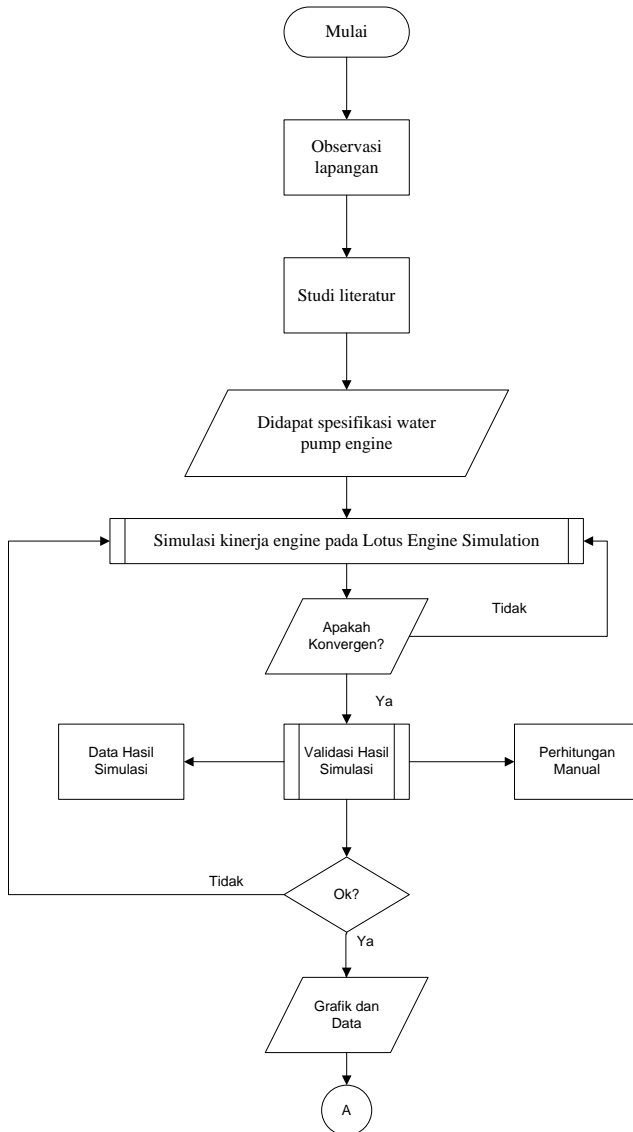 Mulai
Observasi
lapangan
Studi literatur
Didapat spesifikasi water
pump engine
Simulasi kinerja engine pada Lotus Engine Simulation
Apakah
Konvergen?
Tidak
Ya
Data Hasil
Simulasi
Validasi Hasil
Simulasi
Perhitungan
Manual
Tidak
Ok?
Ya
Grafik dan
Data
A